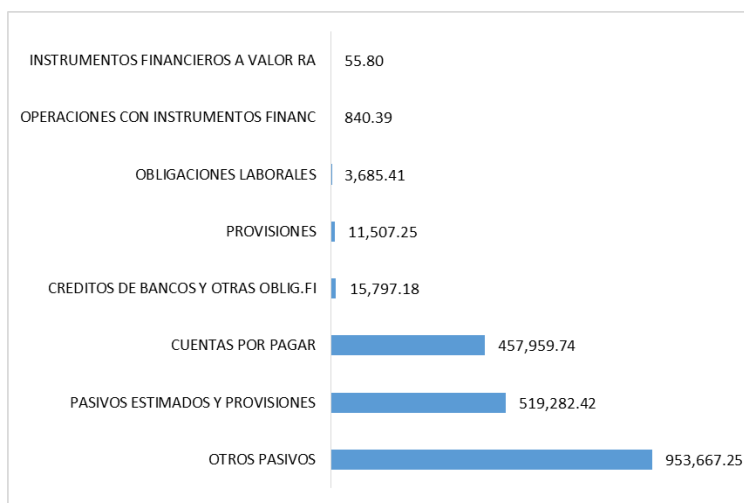 INSTRUMENTOS FINANCIEROS A VALOR RA 55.80
OPERACIONES CON INSTRUMENTOS FINANC 840.39
OBLIGACIONES LABORALES 3,685.41
PROVISIONES 11,507.25
CREDITOS DE BANCOS Y OTRAS OBLIG.FI 15,797.18
CUENTAS POR PAGAR 457,959.74
PASIVOS ESTIMADOS Y PROVISIONES 519,282.42
OTROS PASIVOS 953,667.25